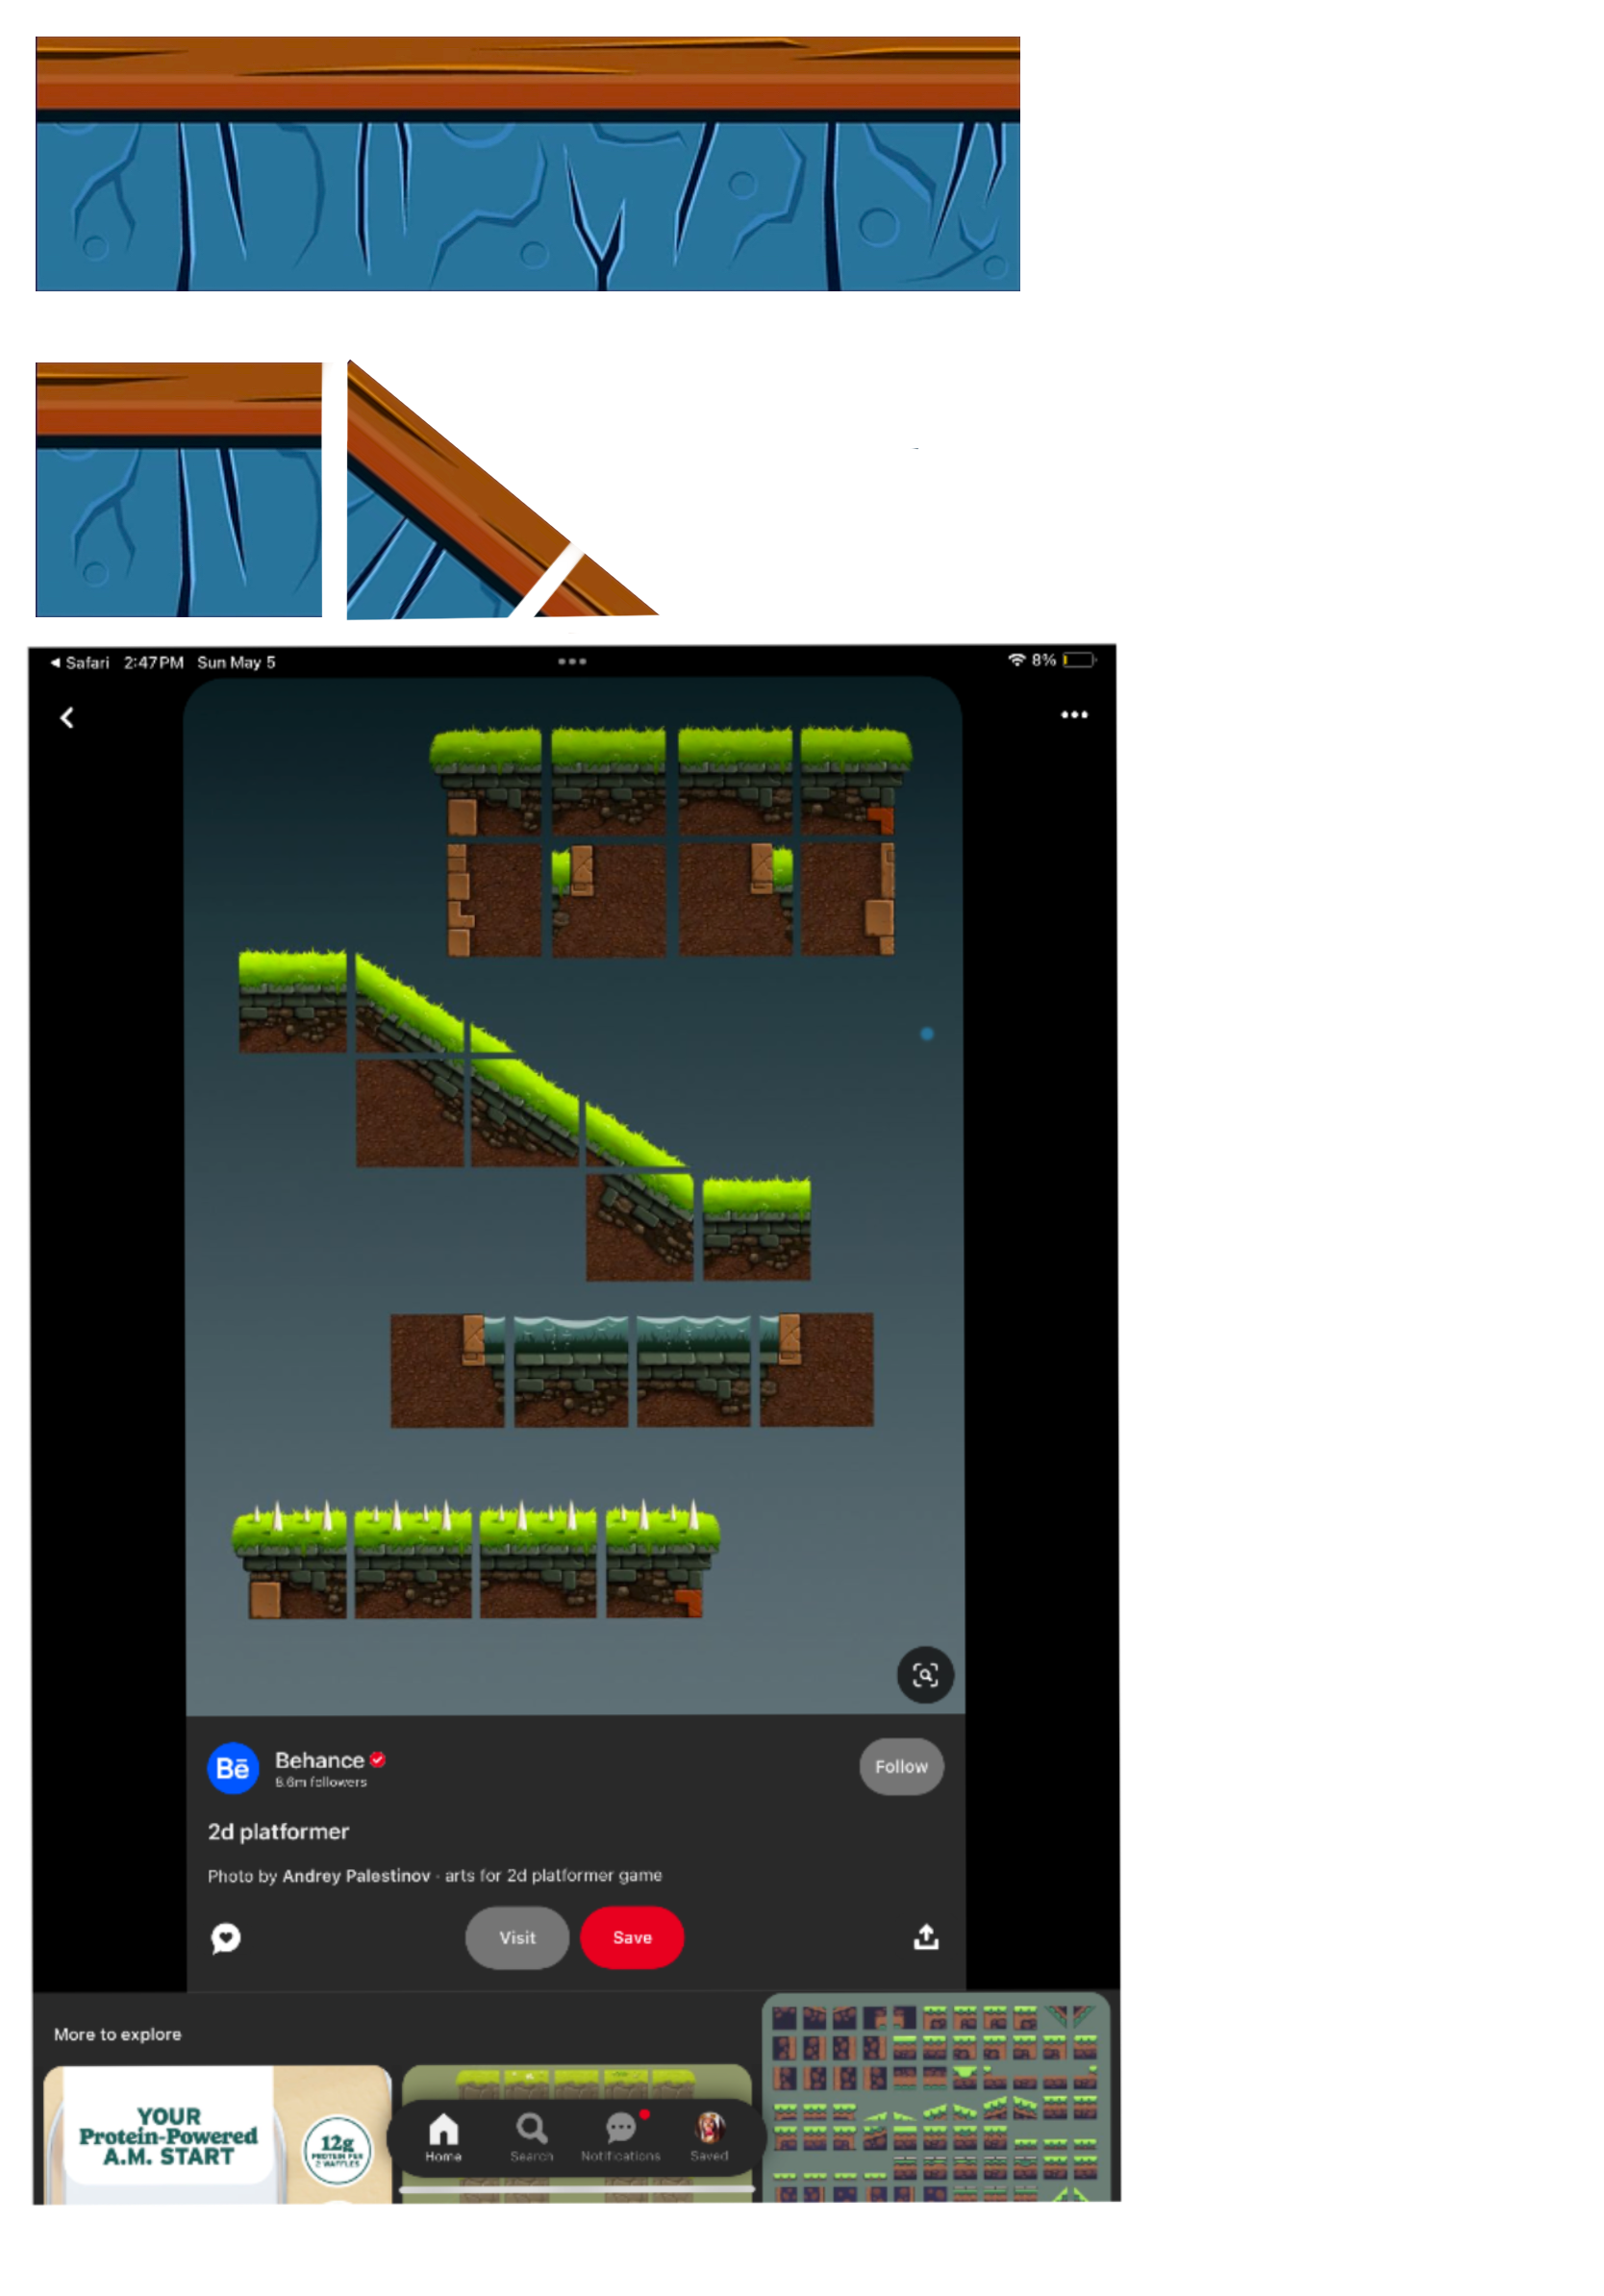 Safari 2:47 PM Sun May 5
8%
Bē Behance
8.6m followers
Follow
2d platformer
Photo by Andrey Palestinov · arts for 2d platformer game
Visit
Save
More to explore
YOUR
Protein-Powered
A.M. START
12g
PROTEIN PER
2 WAFFLES
Home
Search
Notifications
Saved